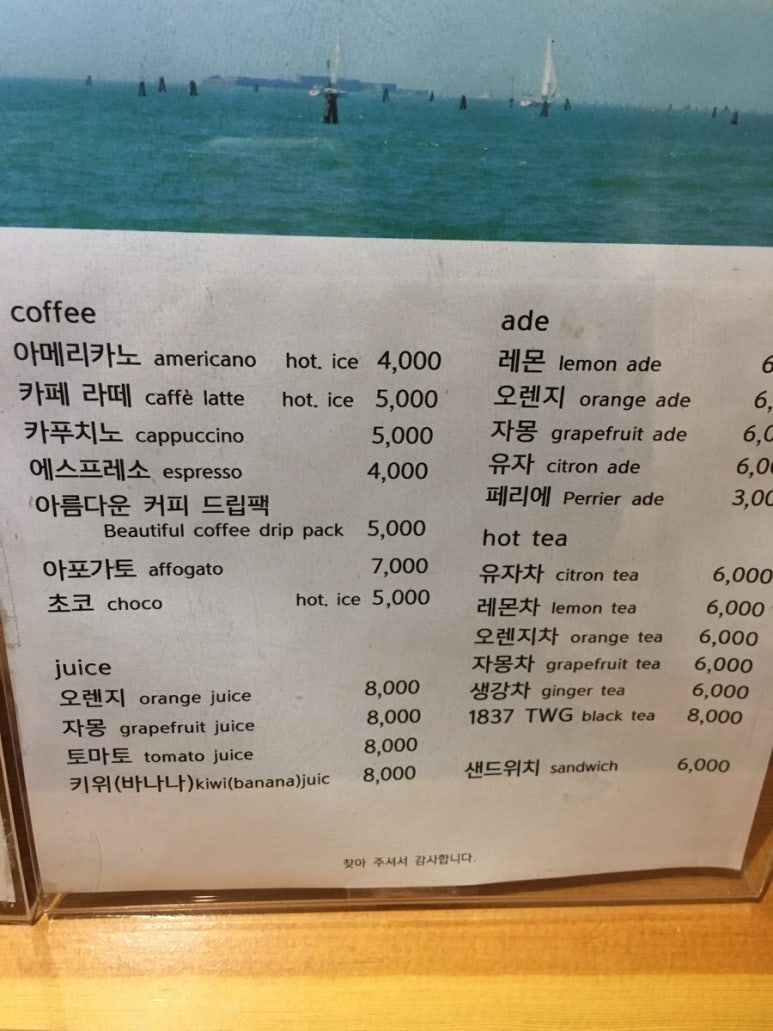 coffee
아메리카노 americano hot. ice 4,000
카페 라떼 caffè latte hot. ice 5,000
카푸치노 cappuccino 5,000
에스프레소 espresso 4,000
아름다운 커피 드립팩
Beautiful coffee drip pack 5,000
아포가토 affogato 7,000
초코 choco hot. ice 5,000
juice
오렌지 orange juice 8,000
자몽 grapefruit juice 8,000
토마토 tomato juice 8,000
키위(바나나)kiwi(banana)juic 8,000
ade
레몬 lemon ade
오렌지 orange ade
자몽 grapefruit ade
유자 citron ade
페리에 Perrier ade
hot tea
유자차 citron tea 6,000
레몬차 lemon tea 6,000
오렌지차 orange tea 6,000
자몽차 grapefruit tea 6,000
생강차 ginger tea 6,000
1837 TWG black tea 8,000
샌드위치 sandwich 6,000
찾아 주셔서 감사합니다.